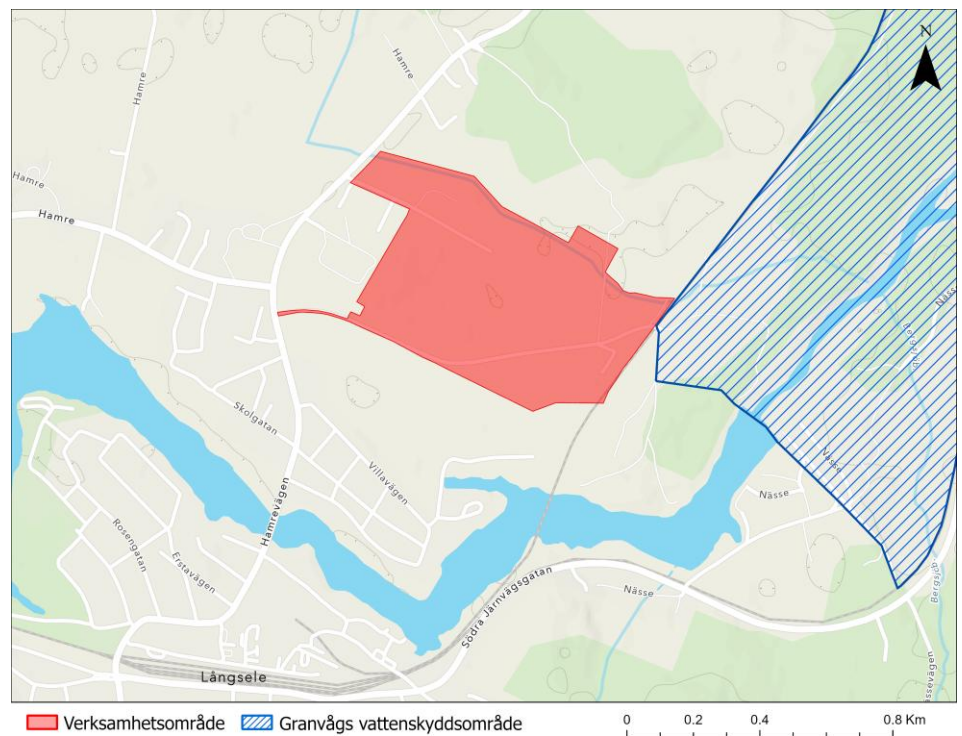 N
Hamre
Hamre
Hamre
Hamre
Näss
Skolgatan
Villavägen
Hamrevägen
Rosengatan
Erstavägen
Nässe
Nässe
Nässe
Södra Järnvägsgatan
Långsele
Verksamhetsområde
Granvågs vattenskyddsområde
0 0.2 0.4 0.8 Km